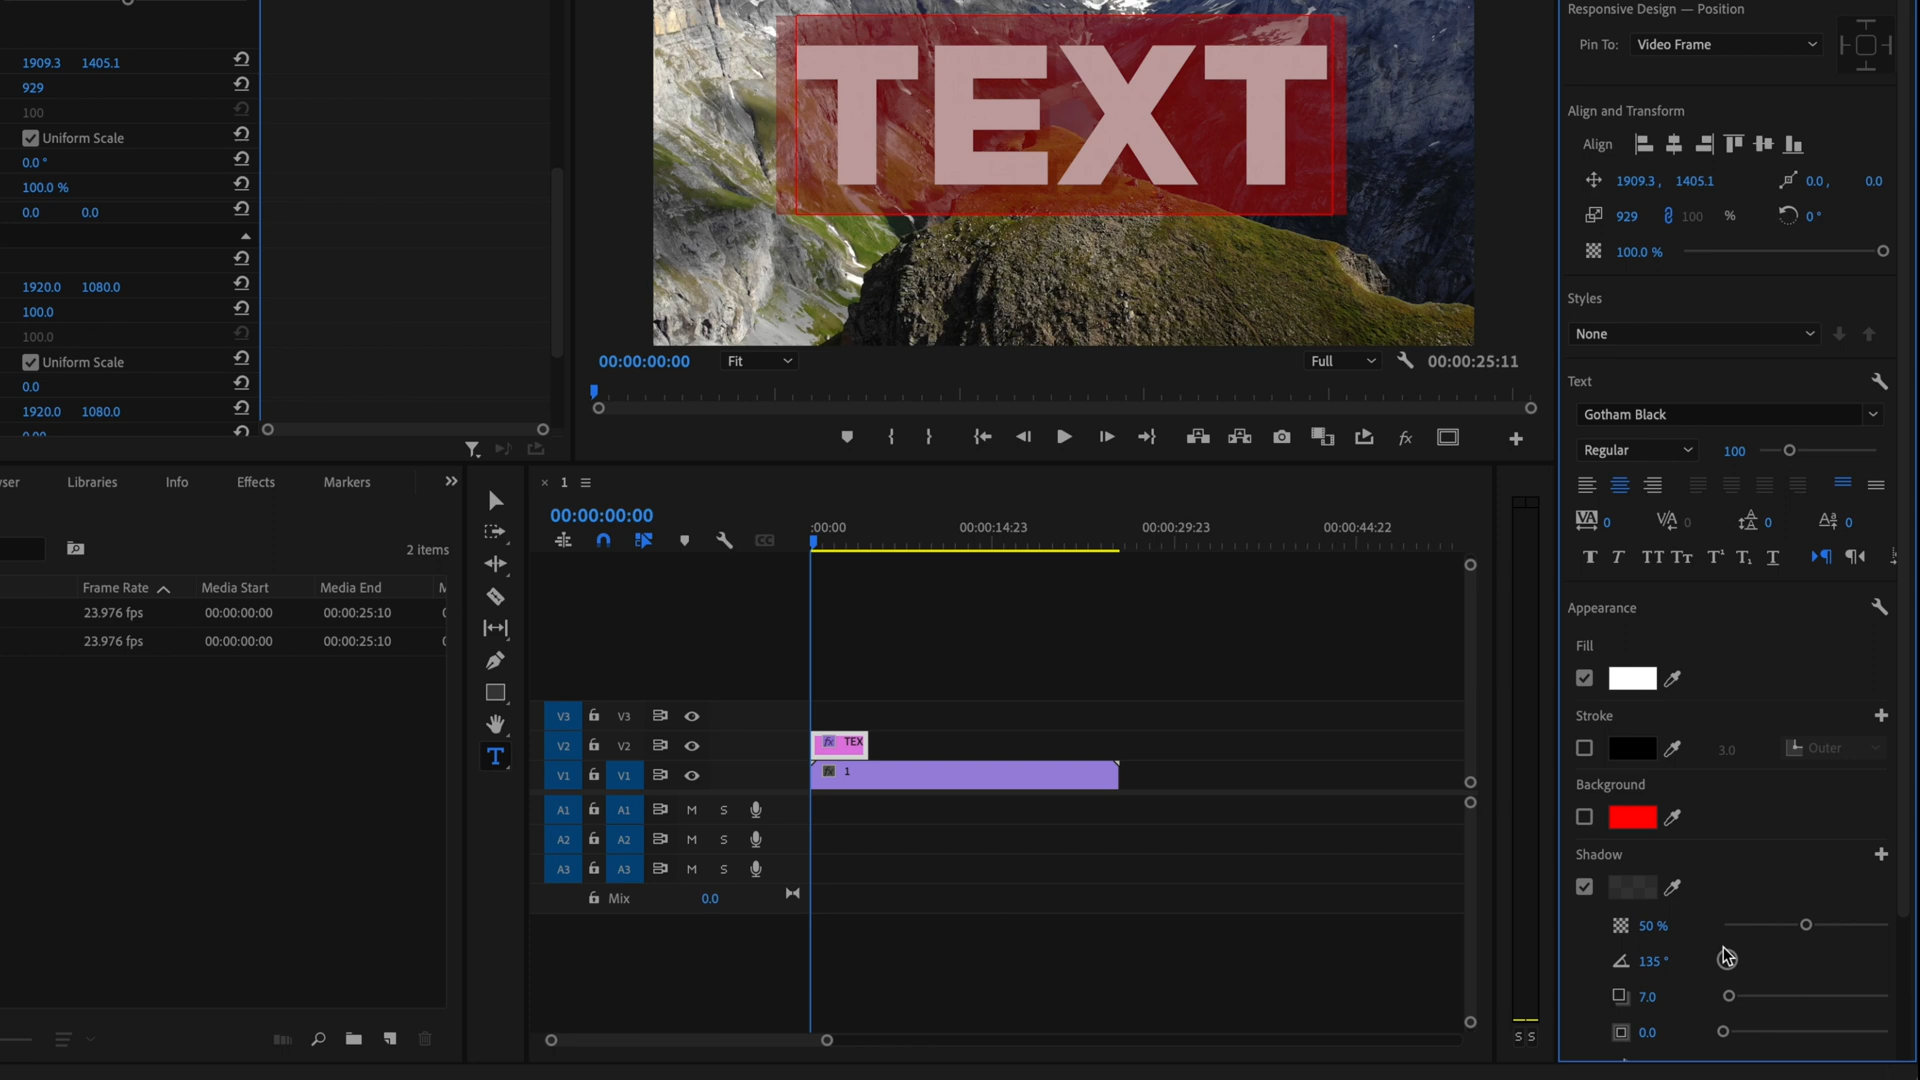 1909.3 1405.1
929
100
Uniform Scale
0.0 °
100.0 %
0.0 0.0
1920.0 1080.0
100.0
100.0
Uniform Scale
0.0
1920.0 1080.0
TEXT
00:00:00:00 Fit Full 00:00:25:11
Libraries Info Effects Markers
2 items
Frame Rate Media Start Media End
23.976 fps 00:00:00:00 00:00:25:10
23.976 fps 00:00:00:00 00:00:25:10
× 1
00:00:00:00
:00:00 00:00:14:23 00:00:29:23 00:00:44:22
CC
V3 V3
V2 V2 fx TEX
V1 V1 fx 1
A1 A1 M S
A2 A2 M S
A3 A3 M S
Mix 0.0
S S
Responsive Design — Position
Pin To: Video Frame
Align and Transform
Align
1909.3 , 1405.1 0.0 , 0.0
929 100 % 0 °
100.0 %
Styles
None
Text
Gotham Black
Regular 100
0 0 0 0
Appearance
Fill
Stroke
3.0 Outer
Background
Shadow
50 %
135 °
7.0
0.0